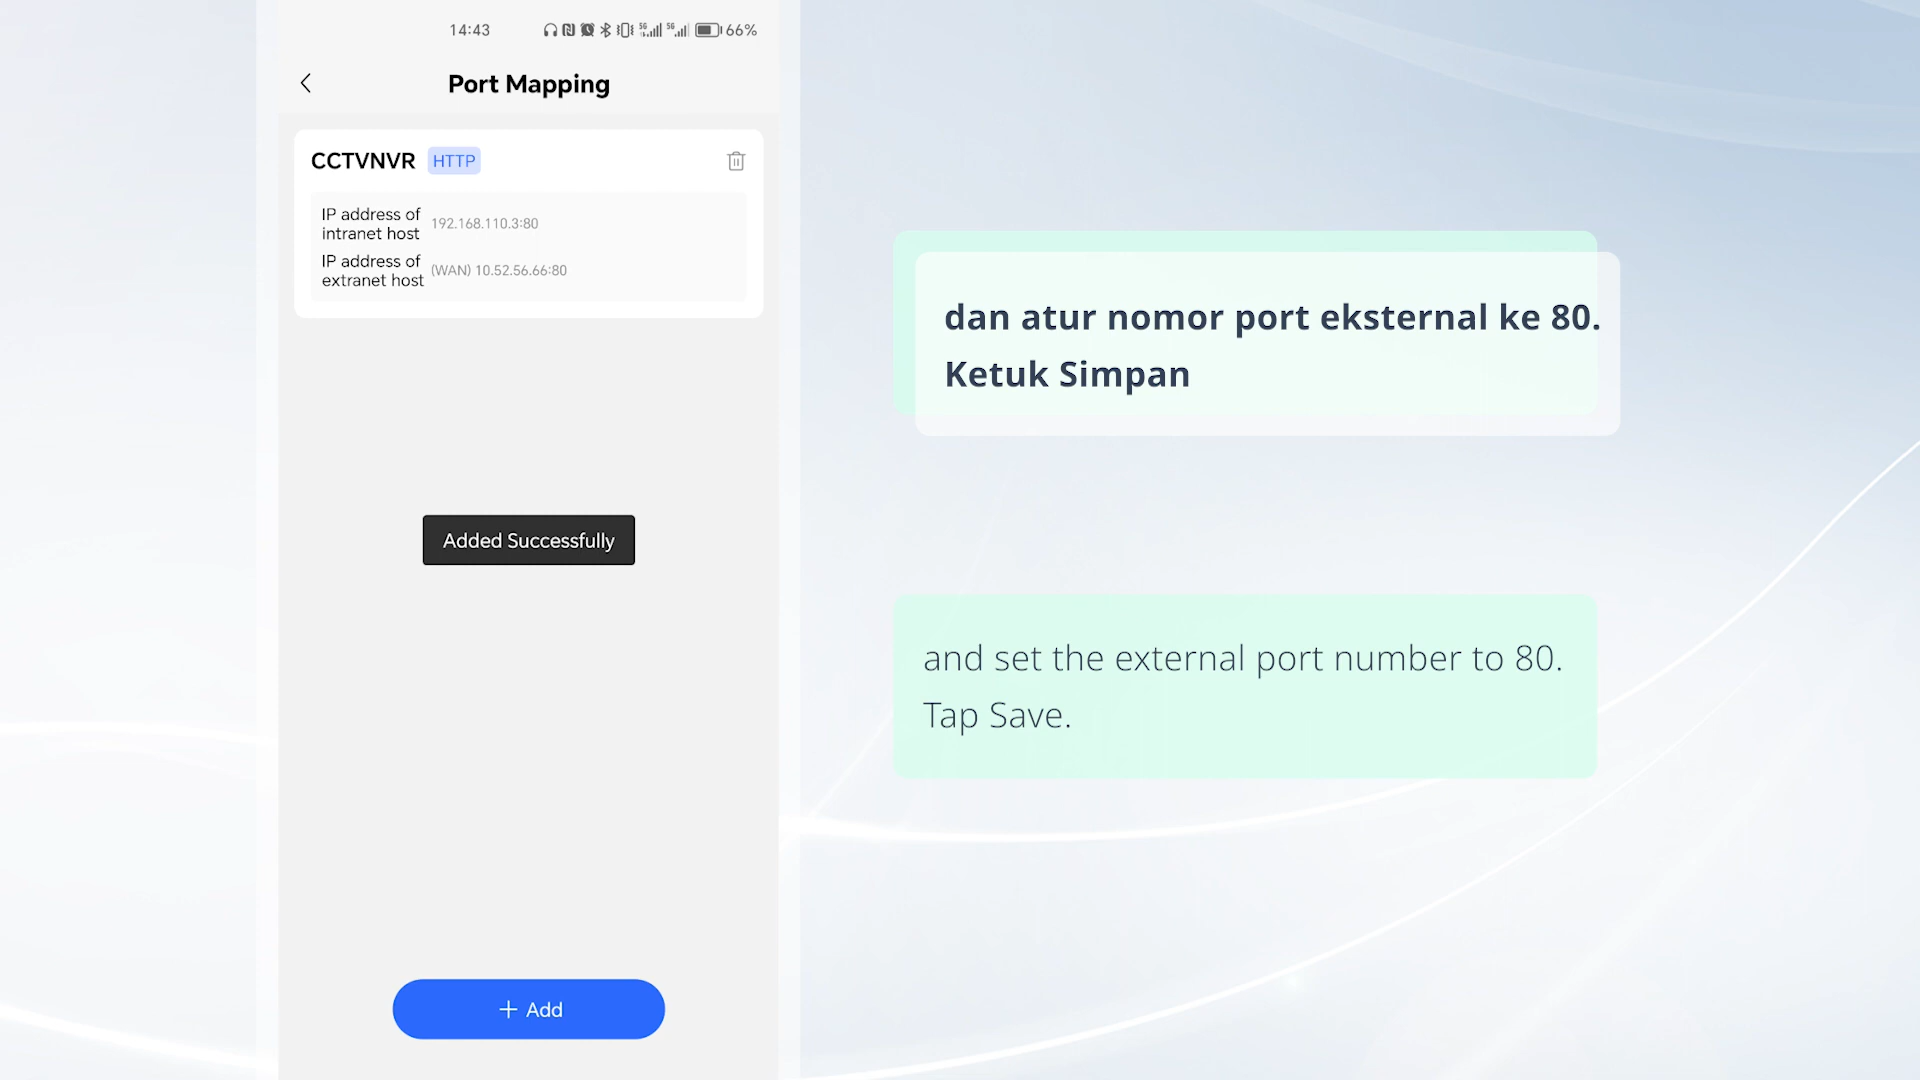 14:43
5G 5G 66%
Port Mapping
CCTVNVR HTTP
IP address of
intranet host 192.168.110.3:80
IP address of
extranet host (WAN) 10.52.56.66:80
Added Successfully
+ Add
dan atur nomor port eksternal ke 80.
Ketuk Simpan
and set the external port number to 80.
Tap Save.